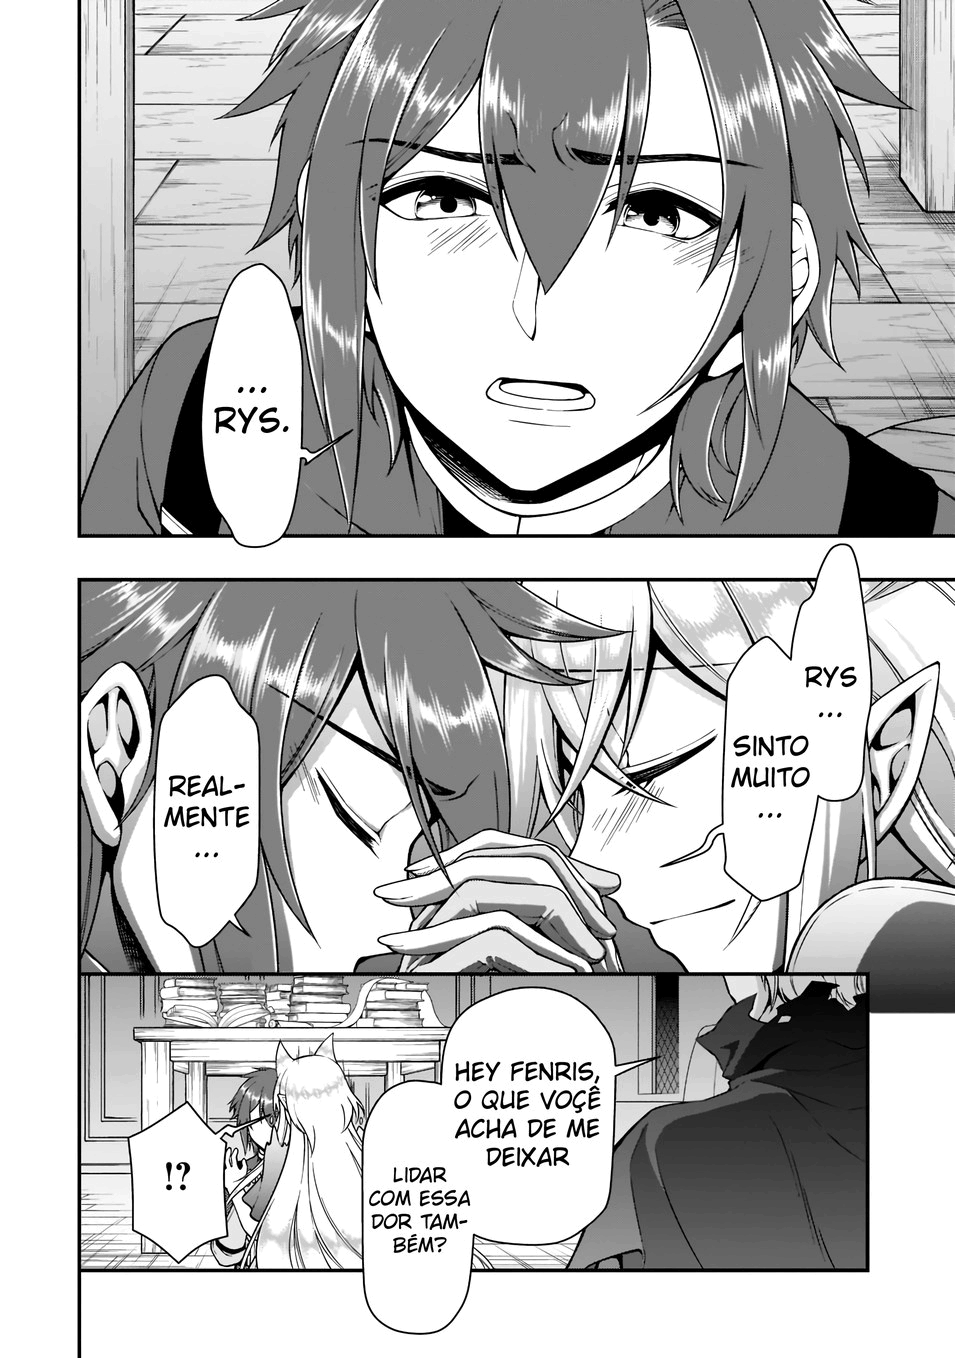 ...
RYS.
RYS
...
SINTO
MUITO
...
REAL-
MENTE
...
HEY FENRIS,
O QUE VOÇÊ
ACHA DE ME
DEIXAR
LIDAR
COM ESSA
DOR TAM-
BÉM?
!?